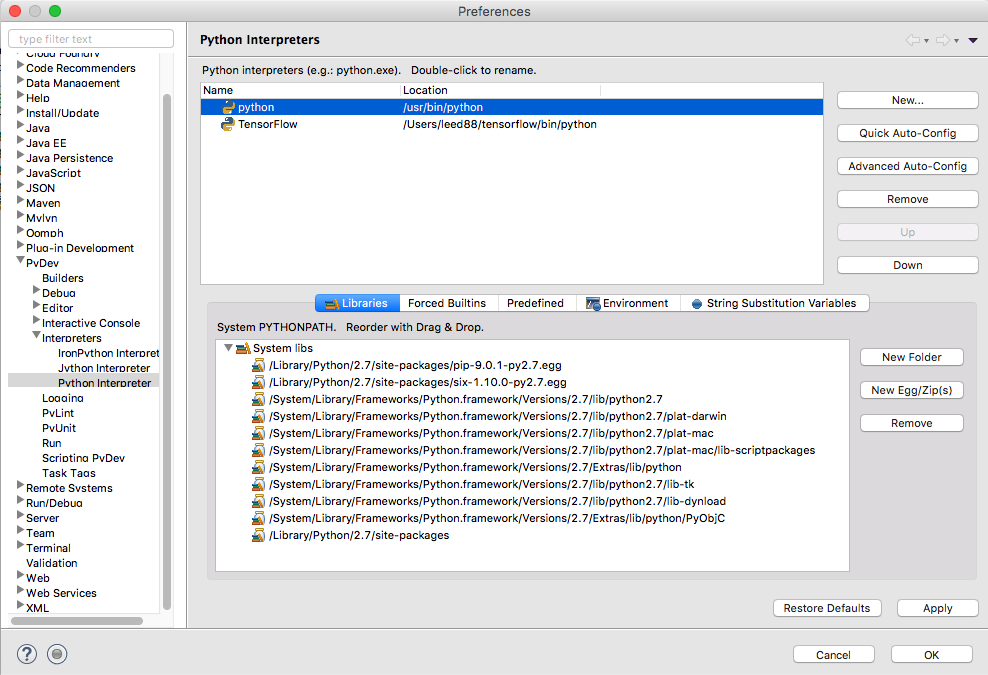 Preferences
type filter text
Cloud Foundry
Code Recommenders
Data Management
Help
Install/Update
Java
Java EE
Java Persistence
JavaScript
JSON
Maven
Mylyn
Oomph
Plug-in Development
PyDev
Builders
Debug
Editor
Interactive Console
Interpreters
IronPython Interpret
Jython Interpreter
Python Interpreter
Logging
PyLint
PyUnit
Run
Scripting PyDev
Task Tags
Remote Systems
Run/Debug
Server
Team
Terminal
Validation
Web
Web Services
XML
Python Interpreters
Python interpreters (e.g.: python.exe).   Double-click to rename.
Name Location
python /usr/bin/python
TensorFlow /Users/leed88/tensorflow/bin/python
New...
Quick Auto-Config
Advanced Auto-Config
Remove
Up
Down
Libraries Forced Builtins Predefined Environment String Substitution Variables
System PYTHONPATH.   Reorder with Drag & Drop.
System libs
/Library/Python/2.7/site-packages/pip-9.0.1-py2.7.egg
/Library/Python/2.7/site-packages/six-1.10.0-py2.7.egg
/System/Library/Frameworks/Python.framework/Versions/2.7/lib/python2.7
/System/Library/Frameworks/Python.framework/Versions/2.7/lib/python2.7/plat-darwin
/System/Library/Frameworks/Python.framework/Versions/2.7/lib/python2.7/plat-mac
/System/Library/Frameworks/Python.framework/Versions/2.7/lib/python2.7/plat-mac/lib-scriptpackages
/System/Library/Frameworks/Python.framework/Versions/2.7/Extras/lib/python
/System/Library/Frameworks/Python.framework/Versions/2.7/lib/python2.7/lib-tk
/System/Library/Frameworks/Python.framework/Versions/2.7/lib/python2.7/lib-dynload
/System/Library/Frameworks/Python.framework/Versions/2.7/Extras/lib/python/PyObjC
/Library/Python/2.7/site-packages
New Folder
New Egg/Zip(s)
Remove
Restore Defaults Apply
? Cancel OK